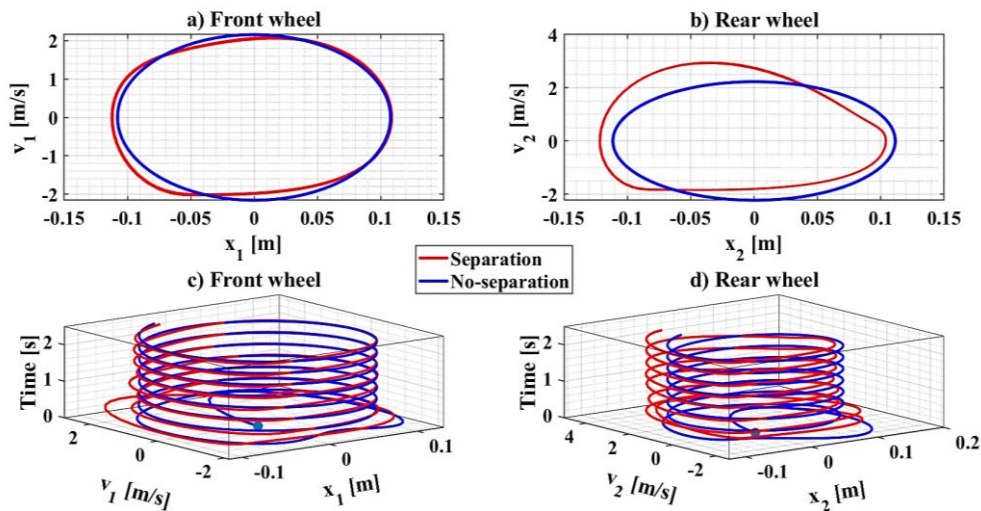 a) Front wheel
v1 [m/s]
2
1
0
-1
-2
-0.15 -0.1 -0.05 0 0.05 0.1 0.15
x1 [m]
b) Rear wheel
v2 [m/s]
4
2
0
-2
-0.15 -0.1 -0.05 0 0.05 0.1 0.15
x2 [m]
Separation
No-separation
c) Front wheel
Time [s]
2
1
0
2 0 -2
v1 [m/s]
-0.1 0 0.1
x1 [m]
d) Rear wheel
Time [s]
2
1
0
4 2 0 -2
v2 [m/s]
-0.1 0 0.1 0.2
x2 [m]